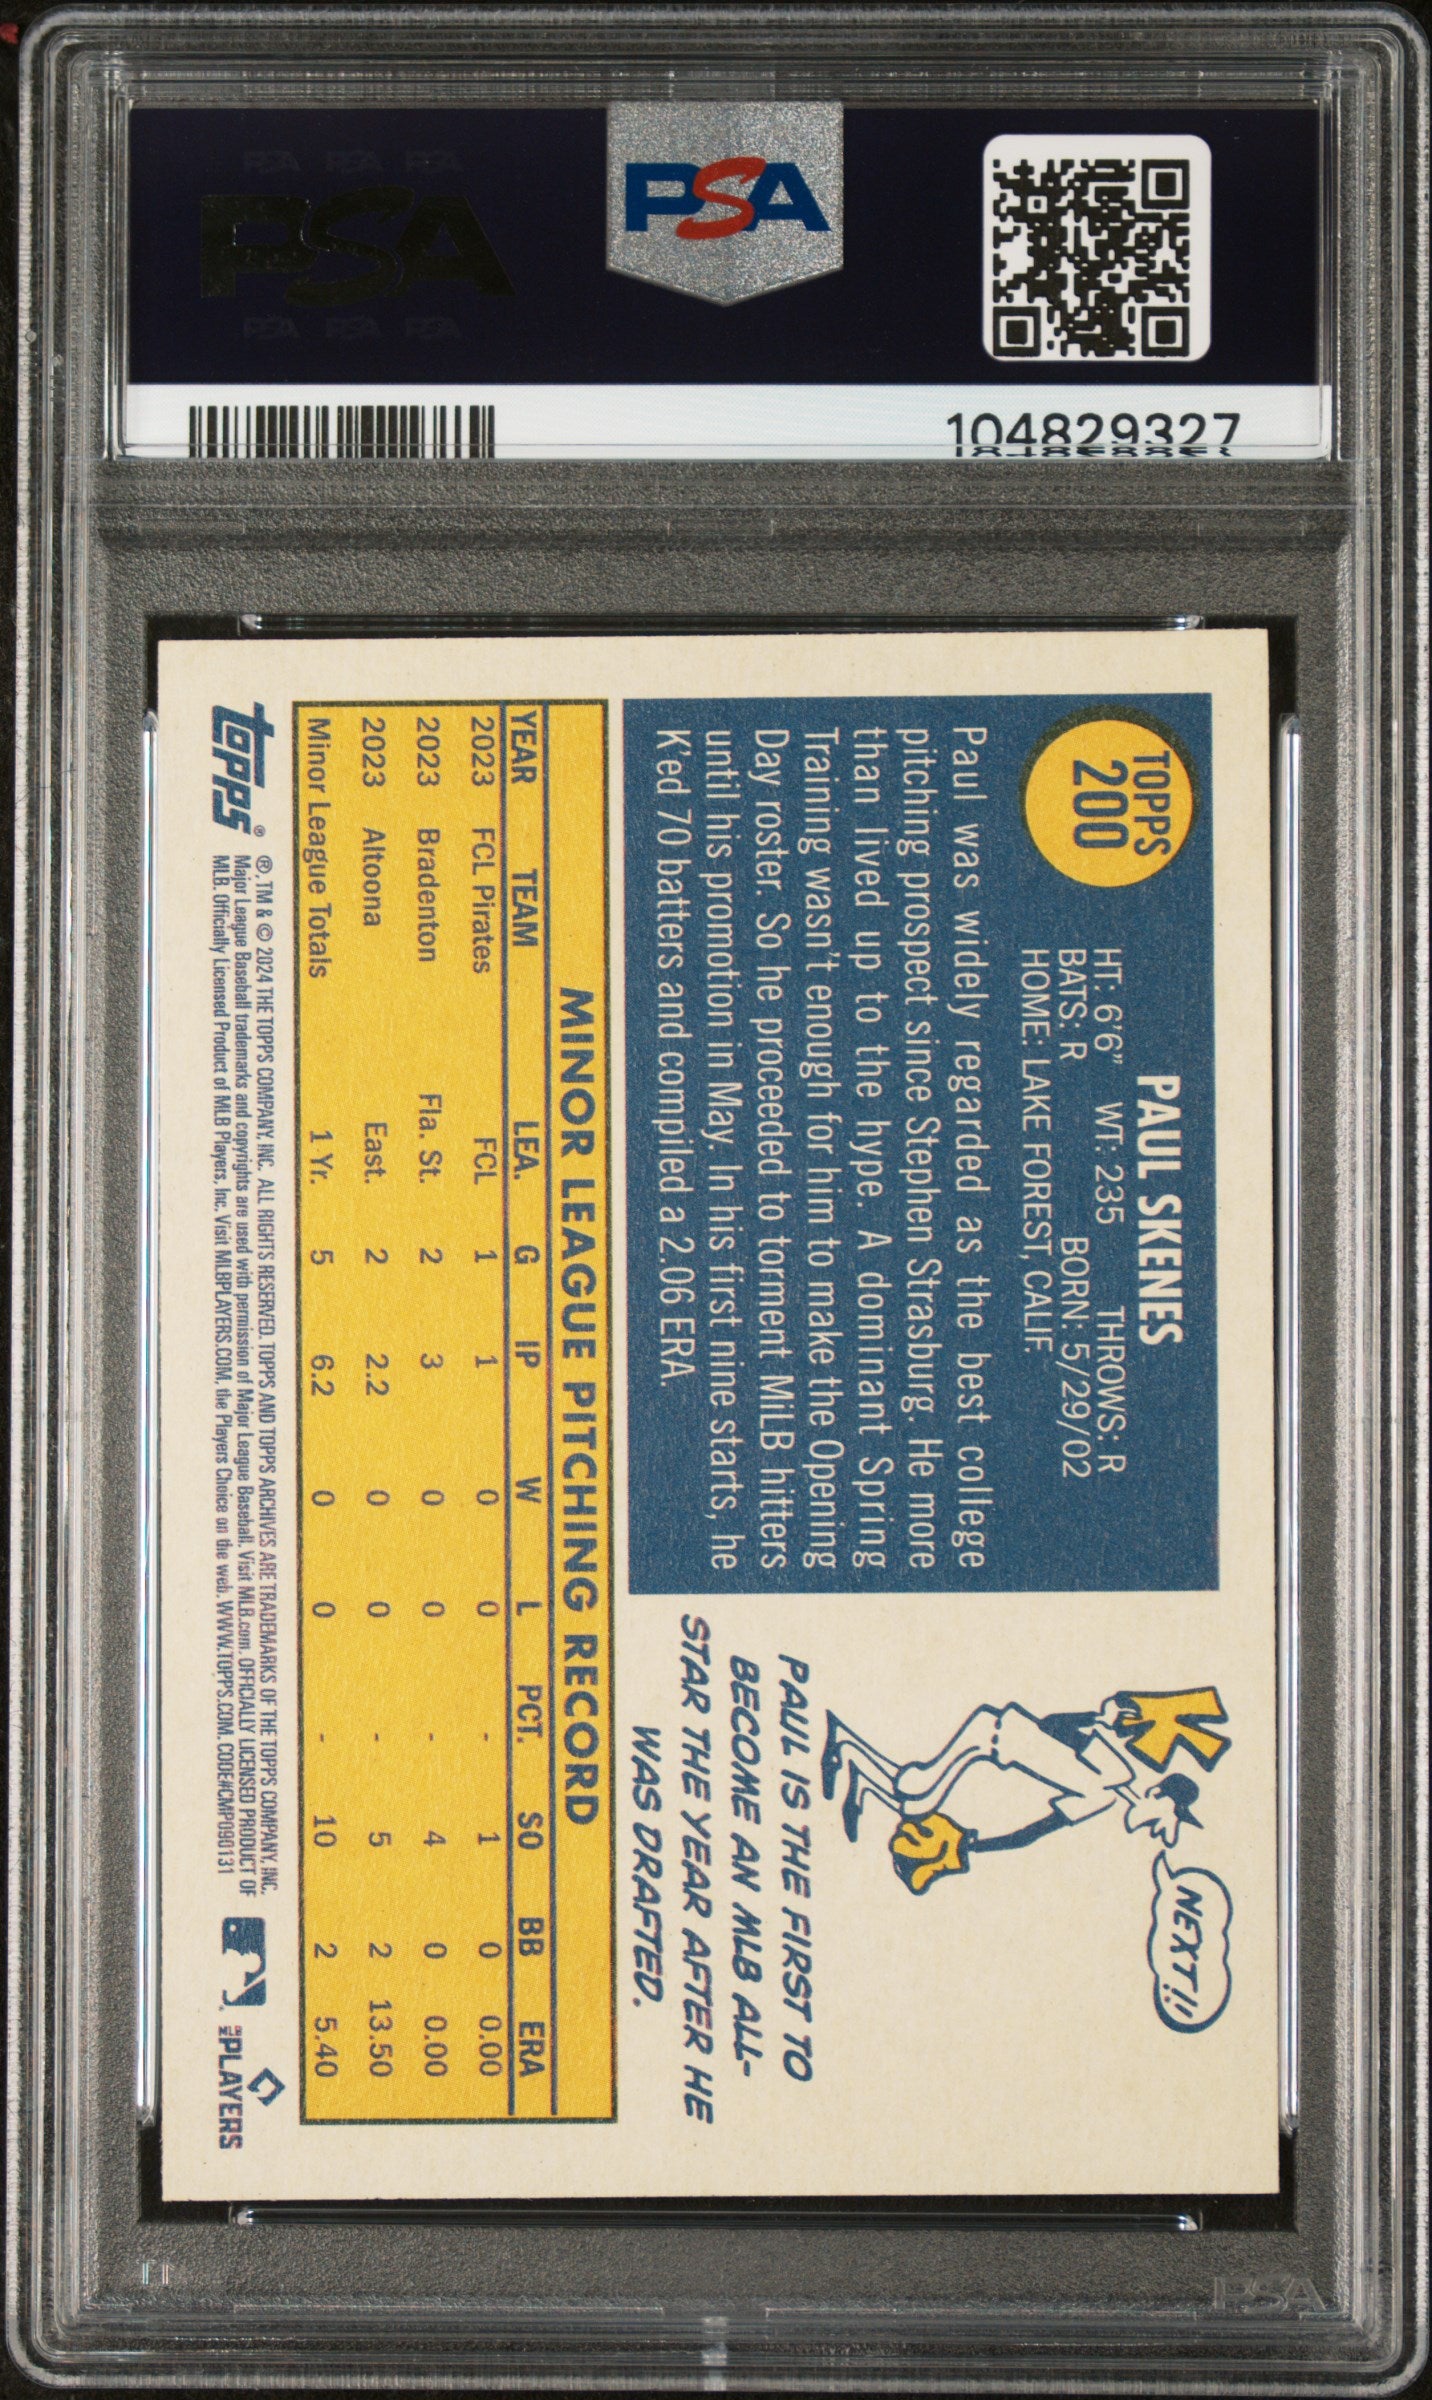 PSA PSA PSA
PSA
PSA PSA PSA
PSA
104829327
TOPPS
200
PAUL SKENES
HT: 6'6" WT: 235 THROWS: R
BATS: R BORN: 5/29/02
HOME: LAKE FOREST, CALIF.
Paul was widely regarded as the best college
pitching prospect since Stephen Strasburg. He more
than lived up to the hype. A dominant Spring
Training wasn't enough for him to make the Opening
Day roster. So he proceeded to torment MiLB hitters
until his promotion in May. In his first nine starts, he
K'ed 70 batters and compiled a 2.06 ERA.
K
NEXT!!
PAUL IS THE FIRST TO
BECOME AN MLB ALL-
STAR THE YEAR AFTER HE
WAS DRAFTED.
MINOR LEAGUE PITCHING RECORD
YEAR TEAM LEA. G IP W L PCT. SO BB ERA
2023 FCL Pirates FCL 1 1 0 0 - 1 0 0.00
2023 Bradenton Fla. St. 2 3 0 0 - 4 0 0.00
2023 Altoona East. 2 2.2 0 0 - 5 2 13.50
Minor League Totals 1 Yr. 5 6.2 0 0 - 10 2 5.40
topps®
®, TM & © 2024 THE TOPPS COMPANY, INC. ALL RIGHTS RESERVED. TOPPS AND TOPPS ARCHIVES ARE TRADEMARKS OF THE TOPPS COMPANY, INC.
Major League Baseball trademarks and copyrights are used with permission of Major League Baseball. Visit MLB.com. OFFICIALLY LICENSED PRODUCT OF
MLB. Officially Licensed Product of MLB Players, Inc. Visit MLBPLAYERS.COM, the Players Choice on the web. WWW.TOPPS.COM. CODE#CMP090131
MLB PLAYERS
PSA